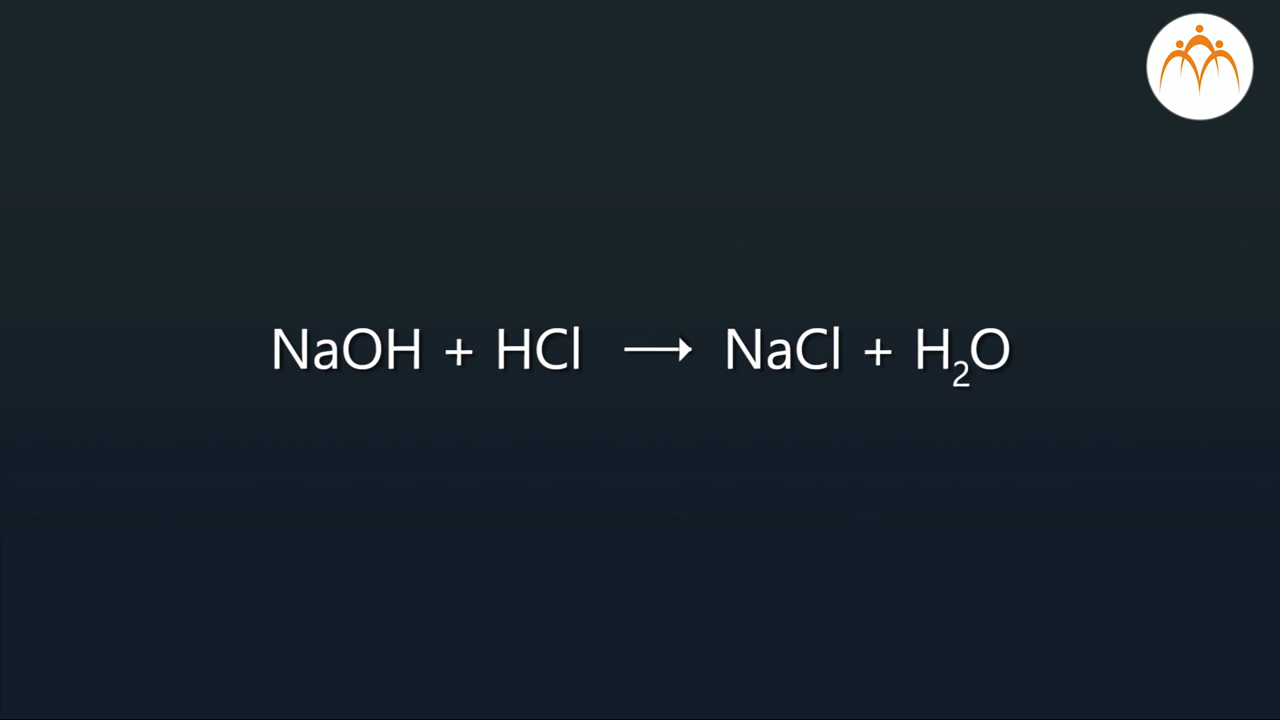 NaOH + HCl ⟶ NaCl + H₂O